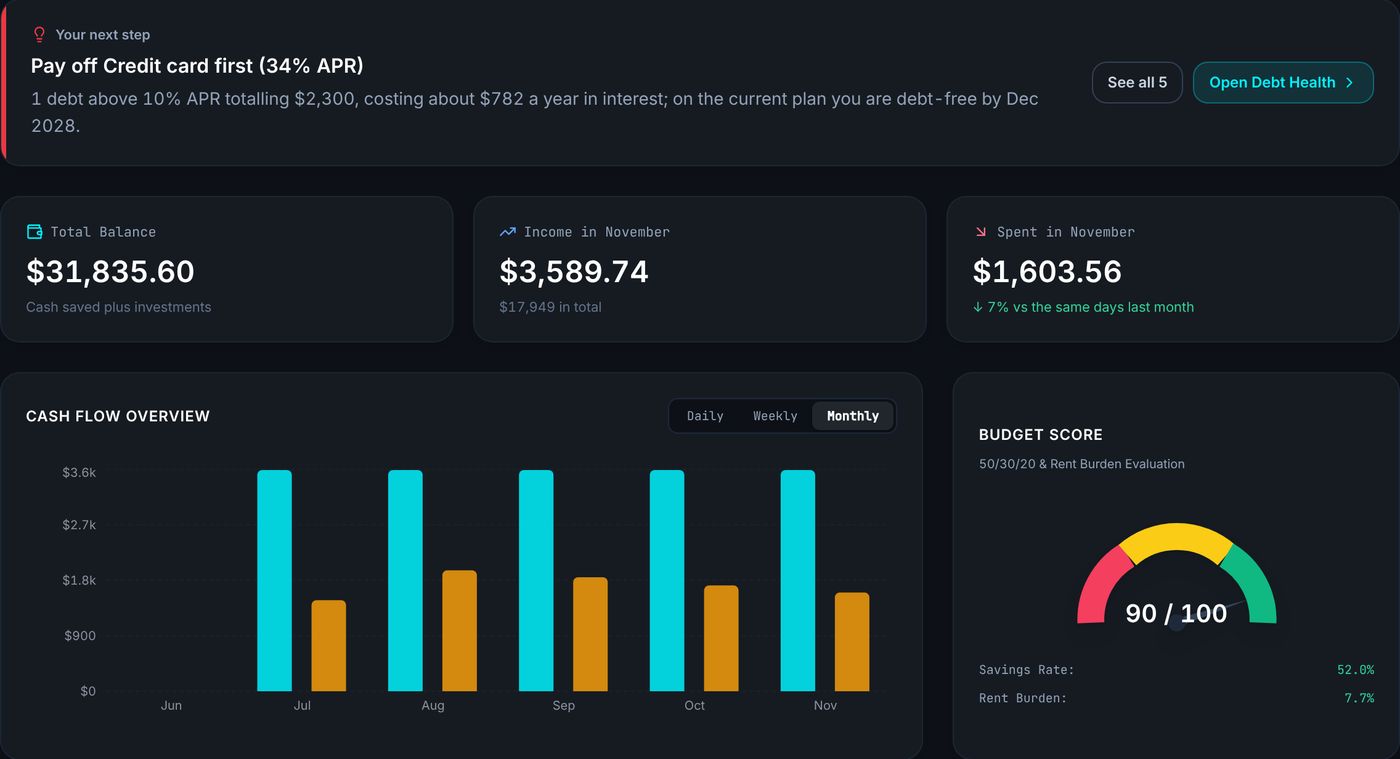 Your next step
Pay off Credit card first (34% APR)
1 debt above 10% APR totalling $2,300, costing about $782 a year in interest; on the current plan you are debt-free by Dec
2028.
See all 5
Open Debt Health
Total Balance
$31,835.60
Cash saved plus investments
Income in November
$3,589.74
$17,949 in total
Spent in November
$1,603.56
↓ 7% vs the same days last month
CASH FLOW OVERVIEW
Daily
Weekly
Monthly
$3.6k
$2.7k
$1.8k
$900
$0
Jun
Jul
Aug
Sep
Oct
Nov
BUDGET SCORE
50/30/20 & Rent Burden Evaluation
90 / 100
Savings Rate: 52.0%
Rent Burden: 7.7%